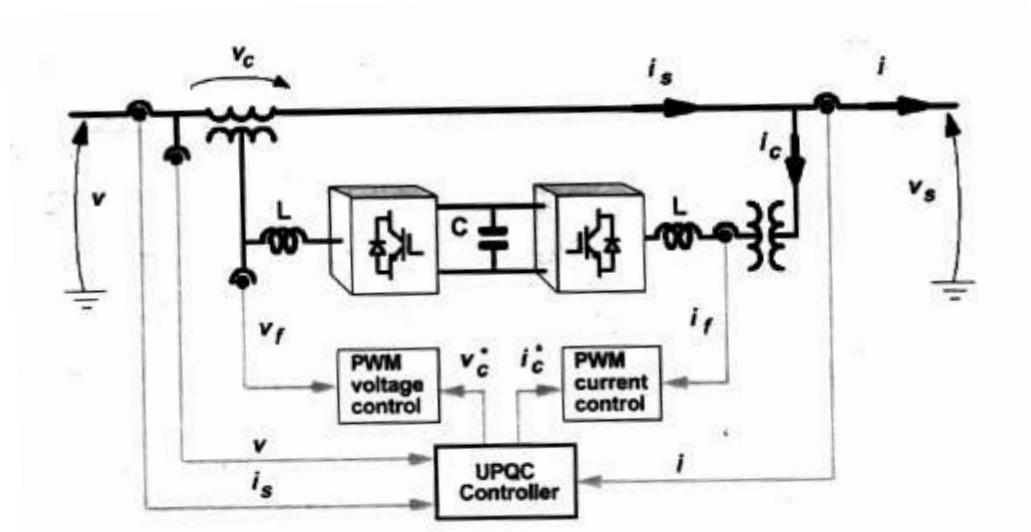 v_c
i_s
i
i_c
v
v_s
L
C
L
v_f
i_f
PWM
voltage
control
v_c*
i_c*
PWM
current
control
v
i_s
i
UPQC
Controller